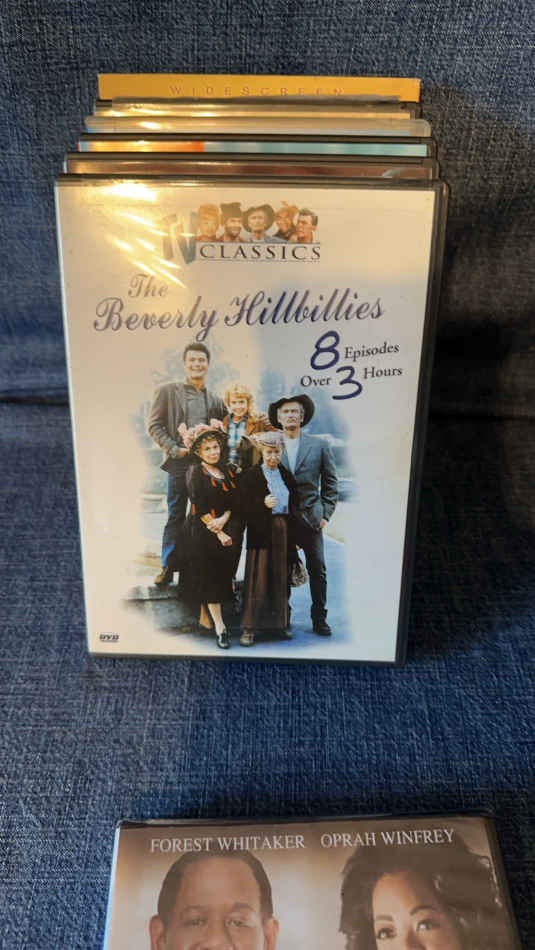 WIDESCREEN
TV
CLASSICS
The
Beverly Hillbillies
8 Episodes
Over 3 Hours
DVD
FOREST WHITAKER OPRAH WINFREY